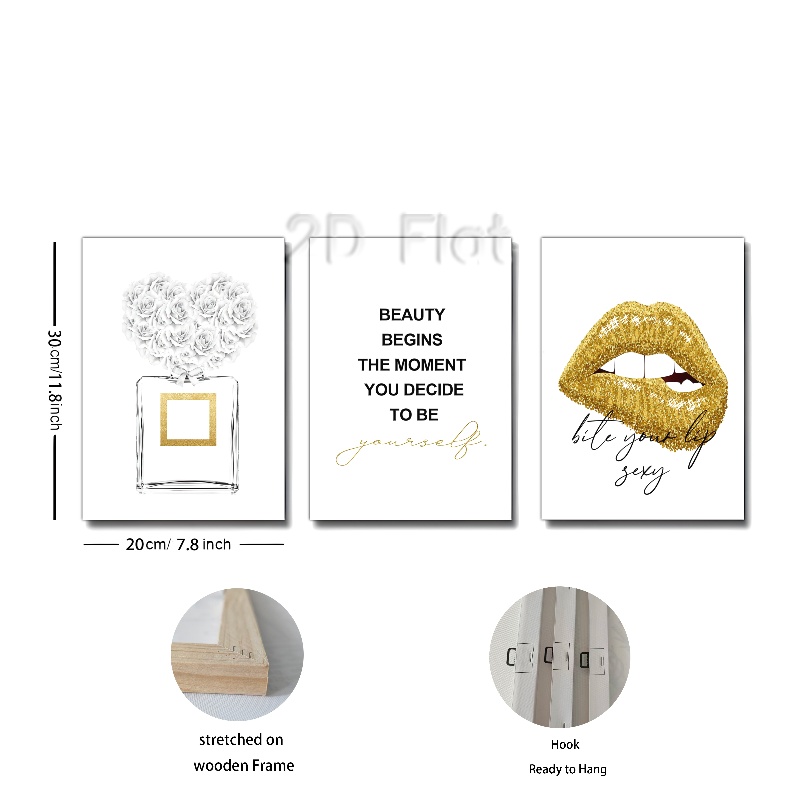 2D Flat
BEAUTY
BEGINS
THE MOMENT
YOU DECIDE
TO BE
yourself.
bite your lip
sexy
30cm/11.8inch
20cm/ 7.8 inch
stretched on
wooden Frame
Hook
Ready to Hang